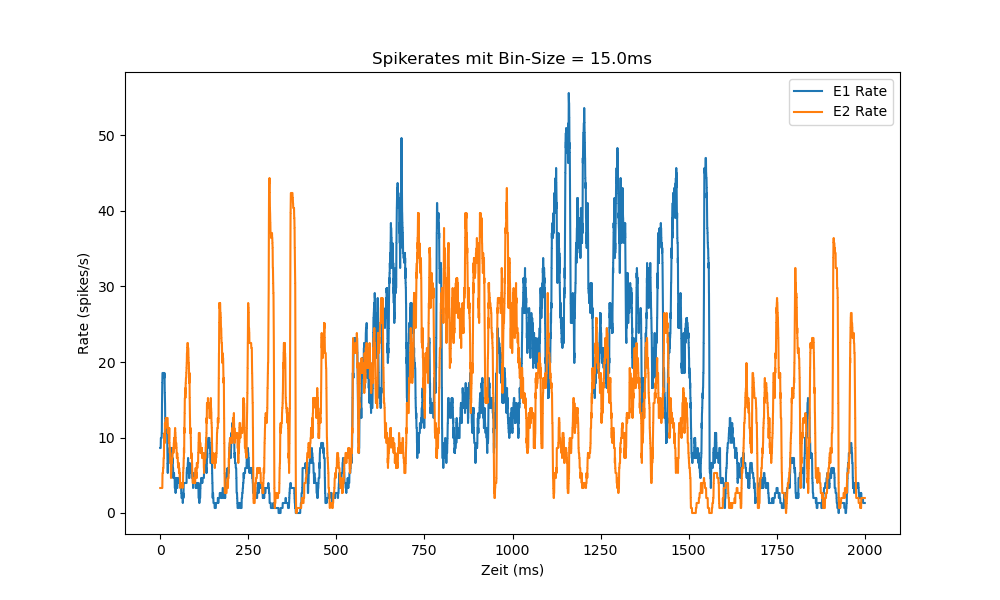 Spikerates mit Bin-Size = 15.0ms
E1 Rate
E2 Rate
Rate (spikes/s)
50
40
30
20
10
0
0 250 500 750 1000 1250 1500 1750 2000
Zeit (ms)